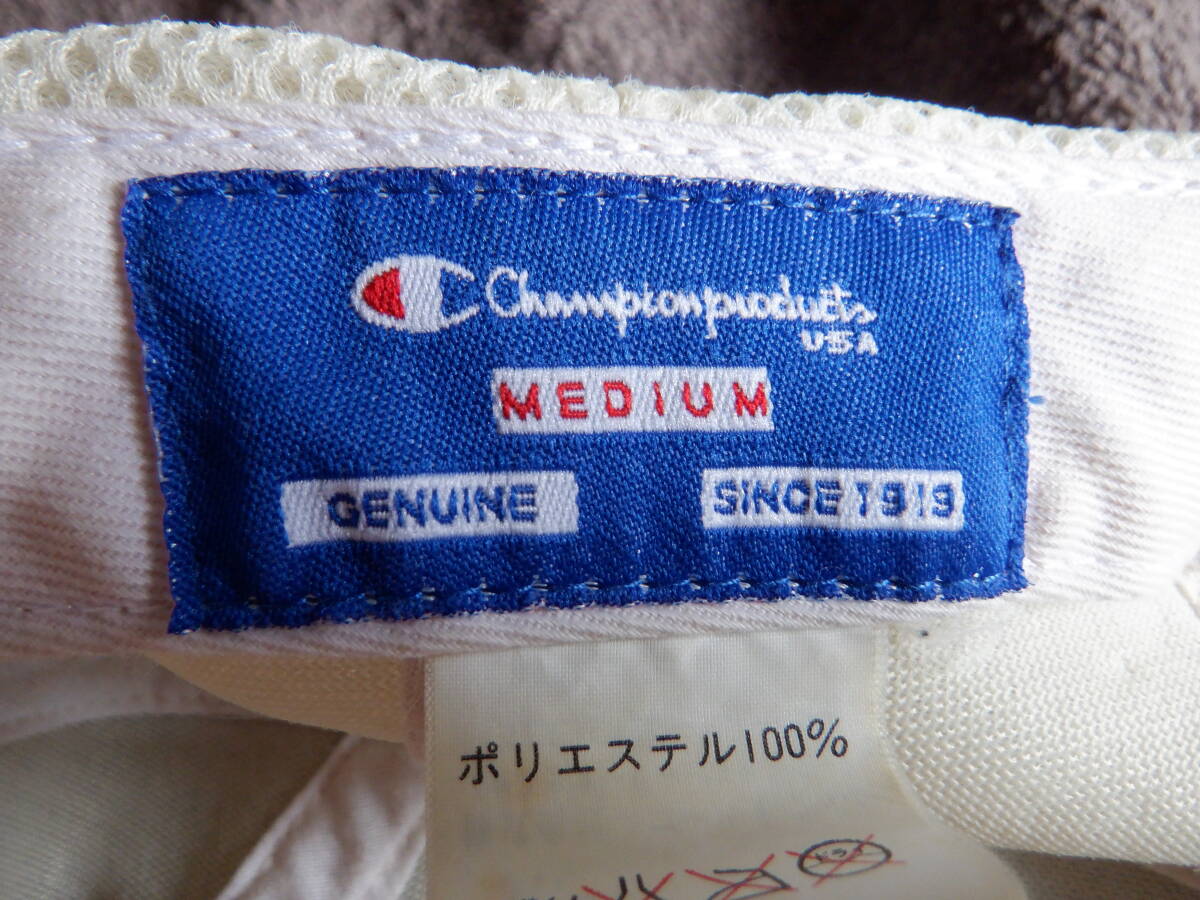 Championproducts
USA
MEDIUM
GENUINE
SINCE 1919
ポリエステル100%